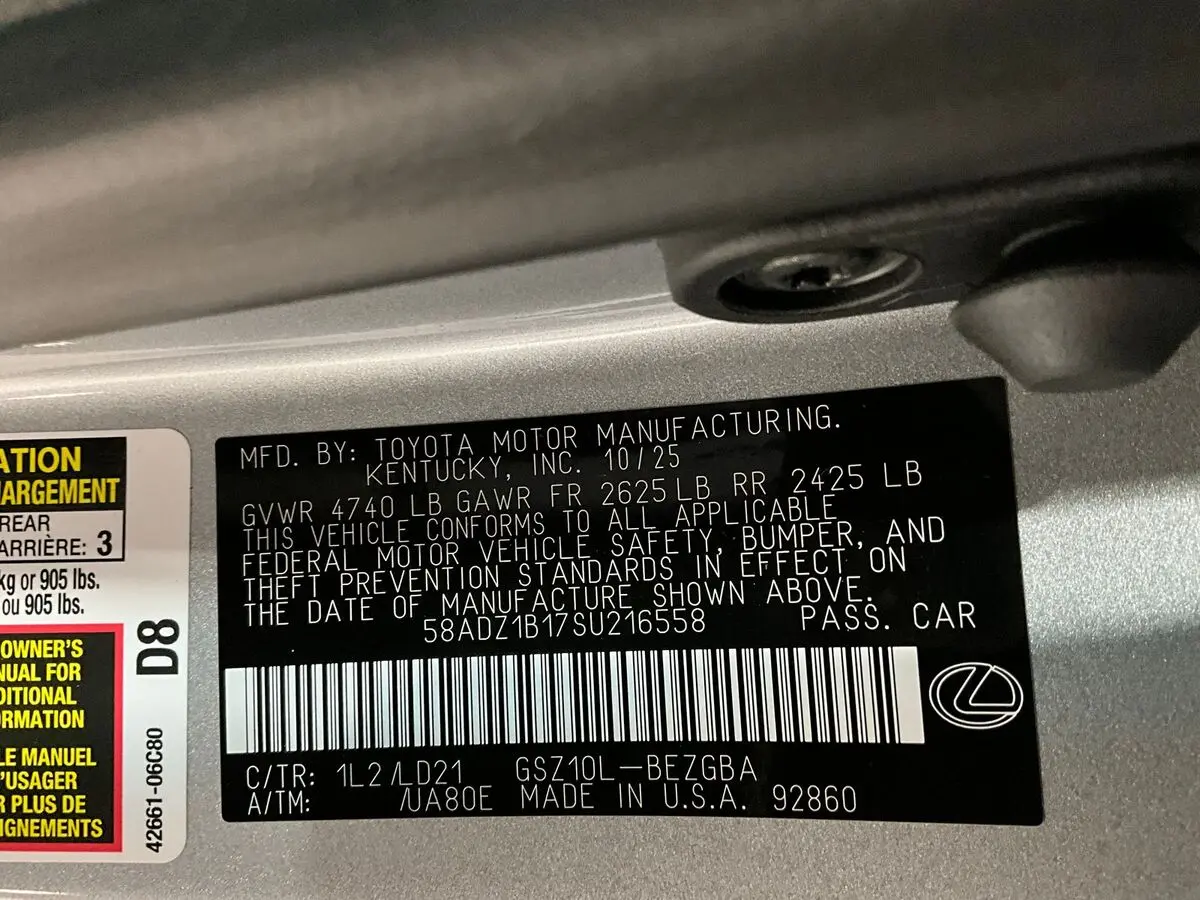 ATION
ARGEMENT
REAR
ARRIÈRE: 3
kg or 905 lbs.
ou 905 lbs.
OWNER'S
NUAL FOR
DITIONAL
RMATION
LE MANUEL
'USAGER
R PLUS DE
IGNEMENTS
D8
42661-06C80
MFD. BY: TOYOTA MOTOR MANUFACTURING.
KENTUCKY, INC. 10/25
GVWR 4740 LB GAWR FR 2625 LB RR 2425 LB
THIS VEHICLE CONFORMS TO ALL APPLICABLE
FEDERAL MOTOR VEHICLE SAFETY, BUMPER, AND
THEFT PREVENTION STANDARDS IN EFFECT ON
THE DATE OF MANUFACTURE SHOWN ABOVE.
58ADZ1B17SU216558 PASS. CAR
C/TR: 1L2 /LD21 GSZ10L-BEZGBA
A/TM: /UA80E MADE IN U.S.A. 92860